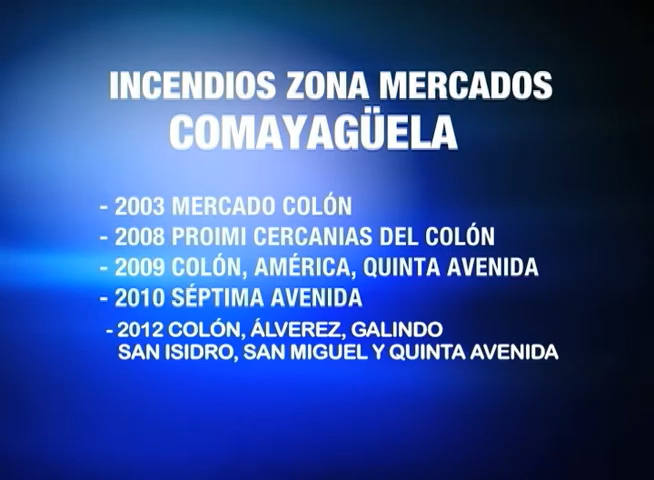 INCENDIOS ZONA MERCADOS
COMAYAGÜELA
- 2003 MERCADO COLÓN
- 2008 PROIMI CERCANIAS DEL COLÓN
- 2009 COLÓN, AMÉRICA, QUINTA AVENIDA
- 2010 SÉPTIMA AVENIDA
- 2012 COLÓN, ÁLVEREZ, GALINDO
SAN ISIDRO, SAN MIGUEL Y QUINTA AVENIDA